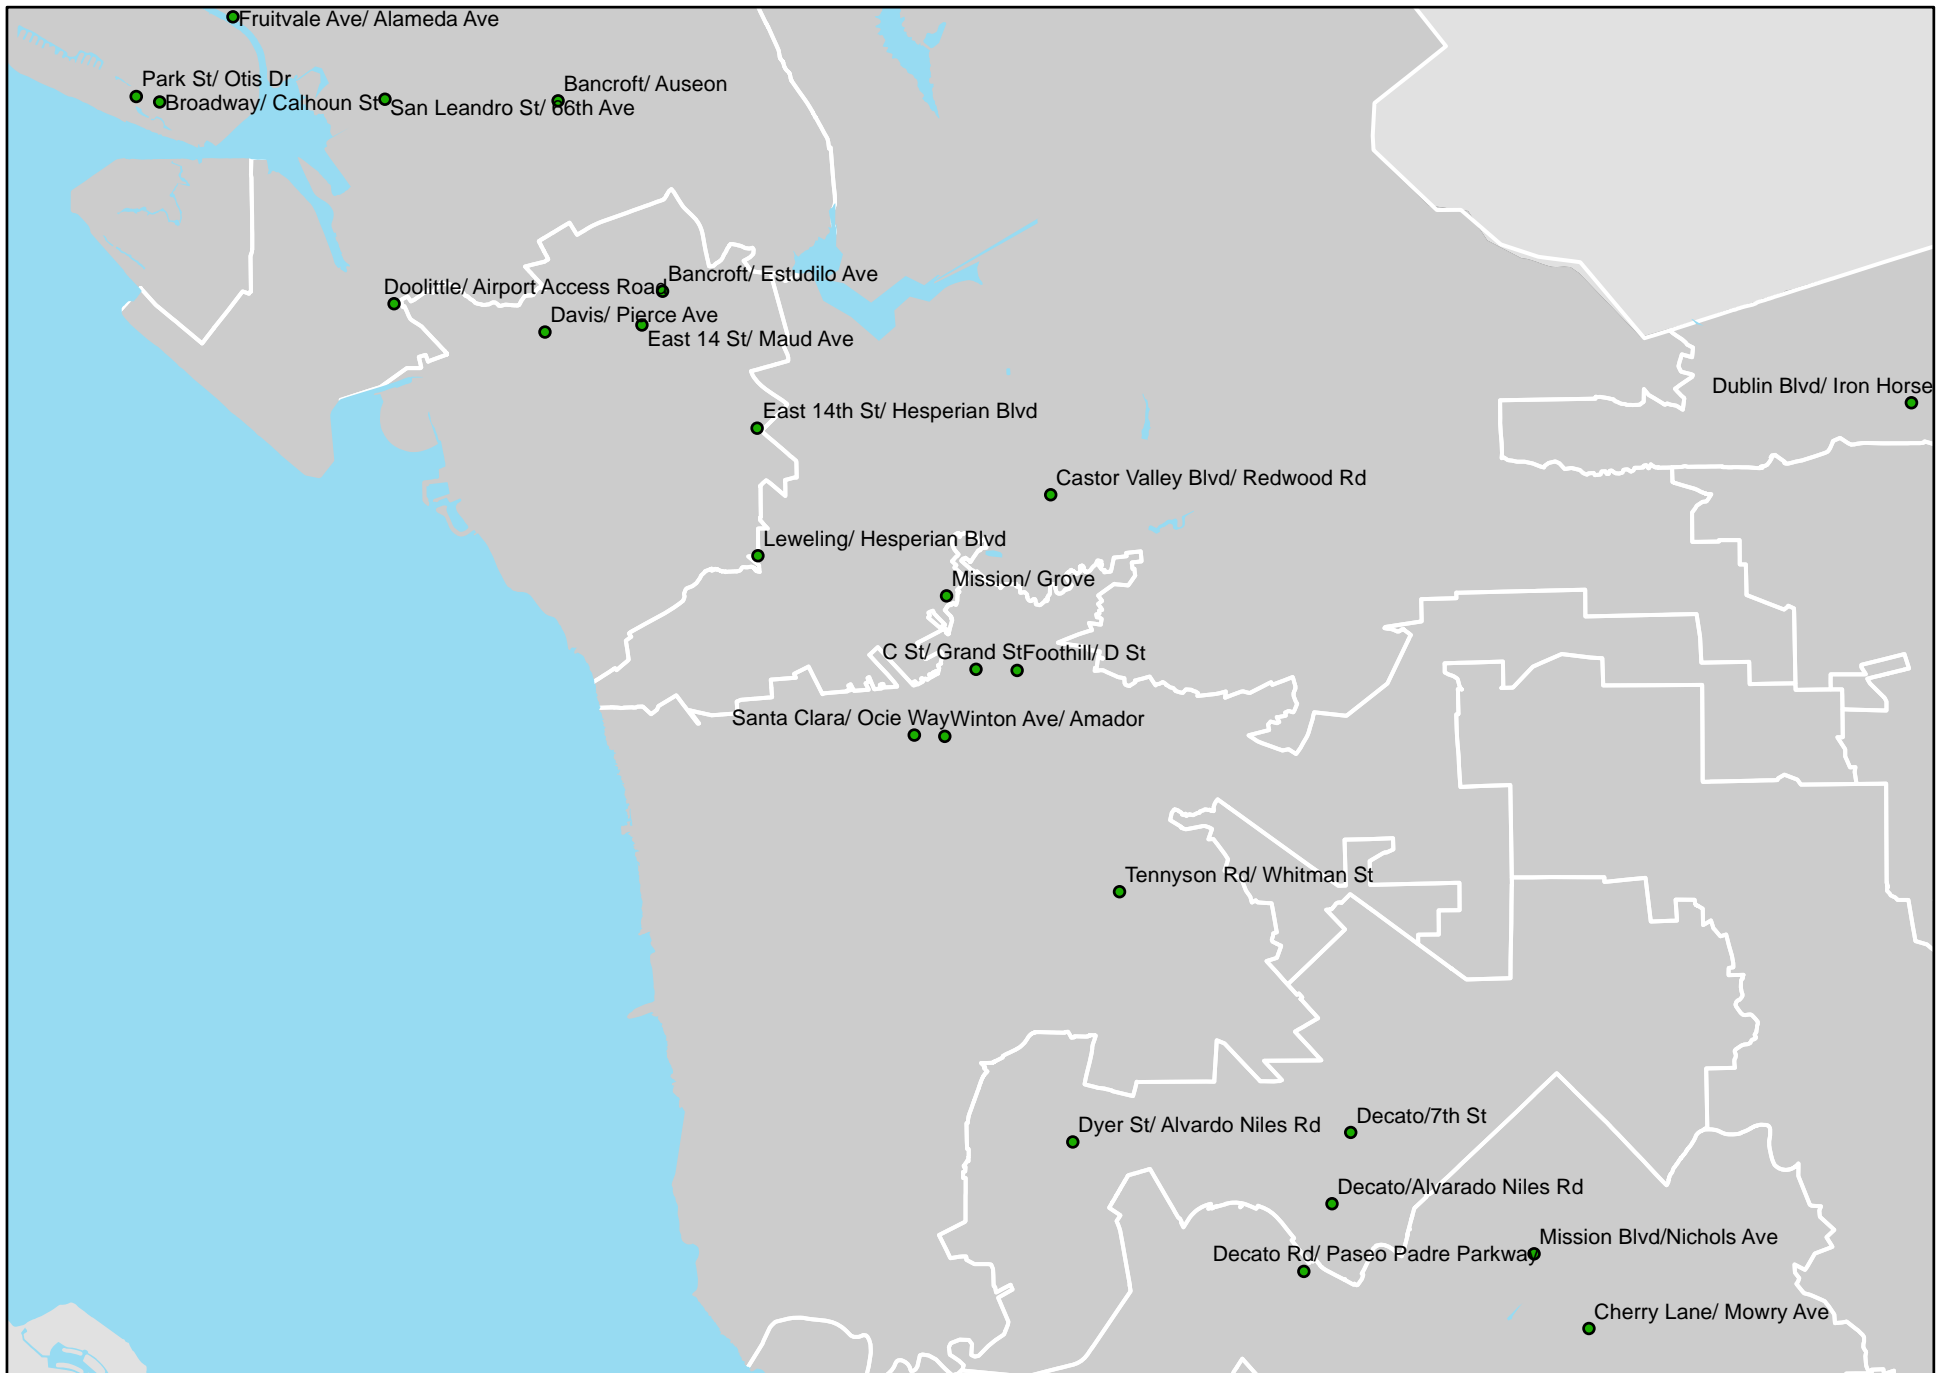 Fruitvale Ave/ Alameda Ave
Park St/ Otis Dr
Bancroft/ Auseon
Broadway/ Calhoun St
San Leandro St/ 66th Ave
Bancroft/ Estudilo Ave
Doolittle/ Airport Access Road
Davis/ Pierce Ave
East 14 St/ Maud Ave
Dublin Blvd/ Iron Horse
East 14th St/ Hesperian Blvd
Castor Valley Blvd/ Redwood Rd
Leweling/ Hesperian Blvd
Mission/ Grove
C St/ Grand St
Foothill/ D St
Santa Clara/ Ocie Way
Winton Ave/ Amador
Tennyson Rd/ Whitman St
Decato/7th St
Dyer St/ Alvardo Niles Rd
Decato/Alvarado Niles Rd
Mission Blvd/Nichols Ave
Decato Rd/ Paseo Padre Parkway
Cherry Lane/ Mowry Ave